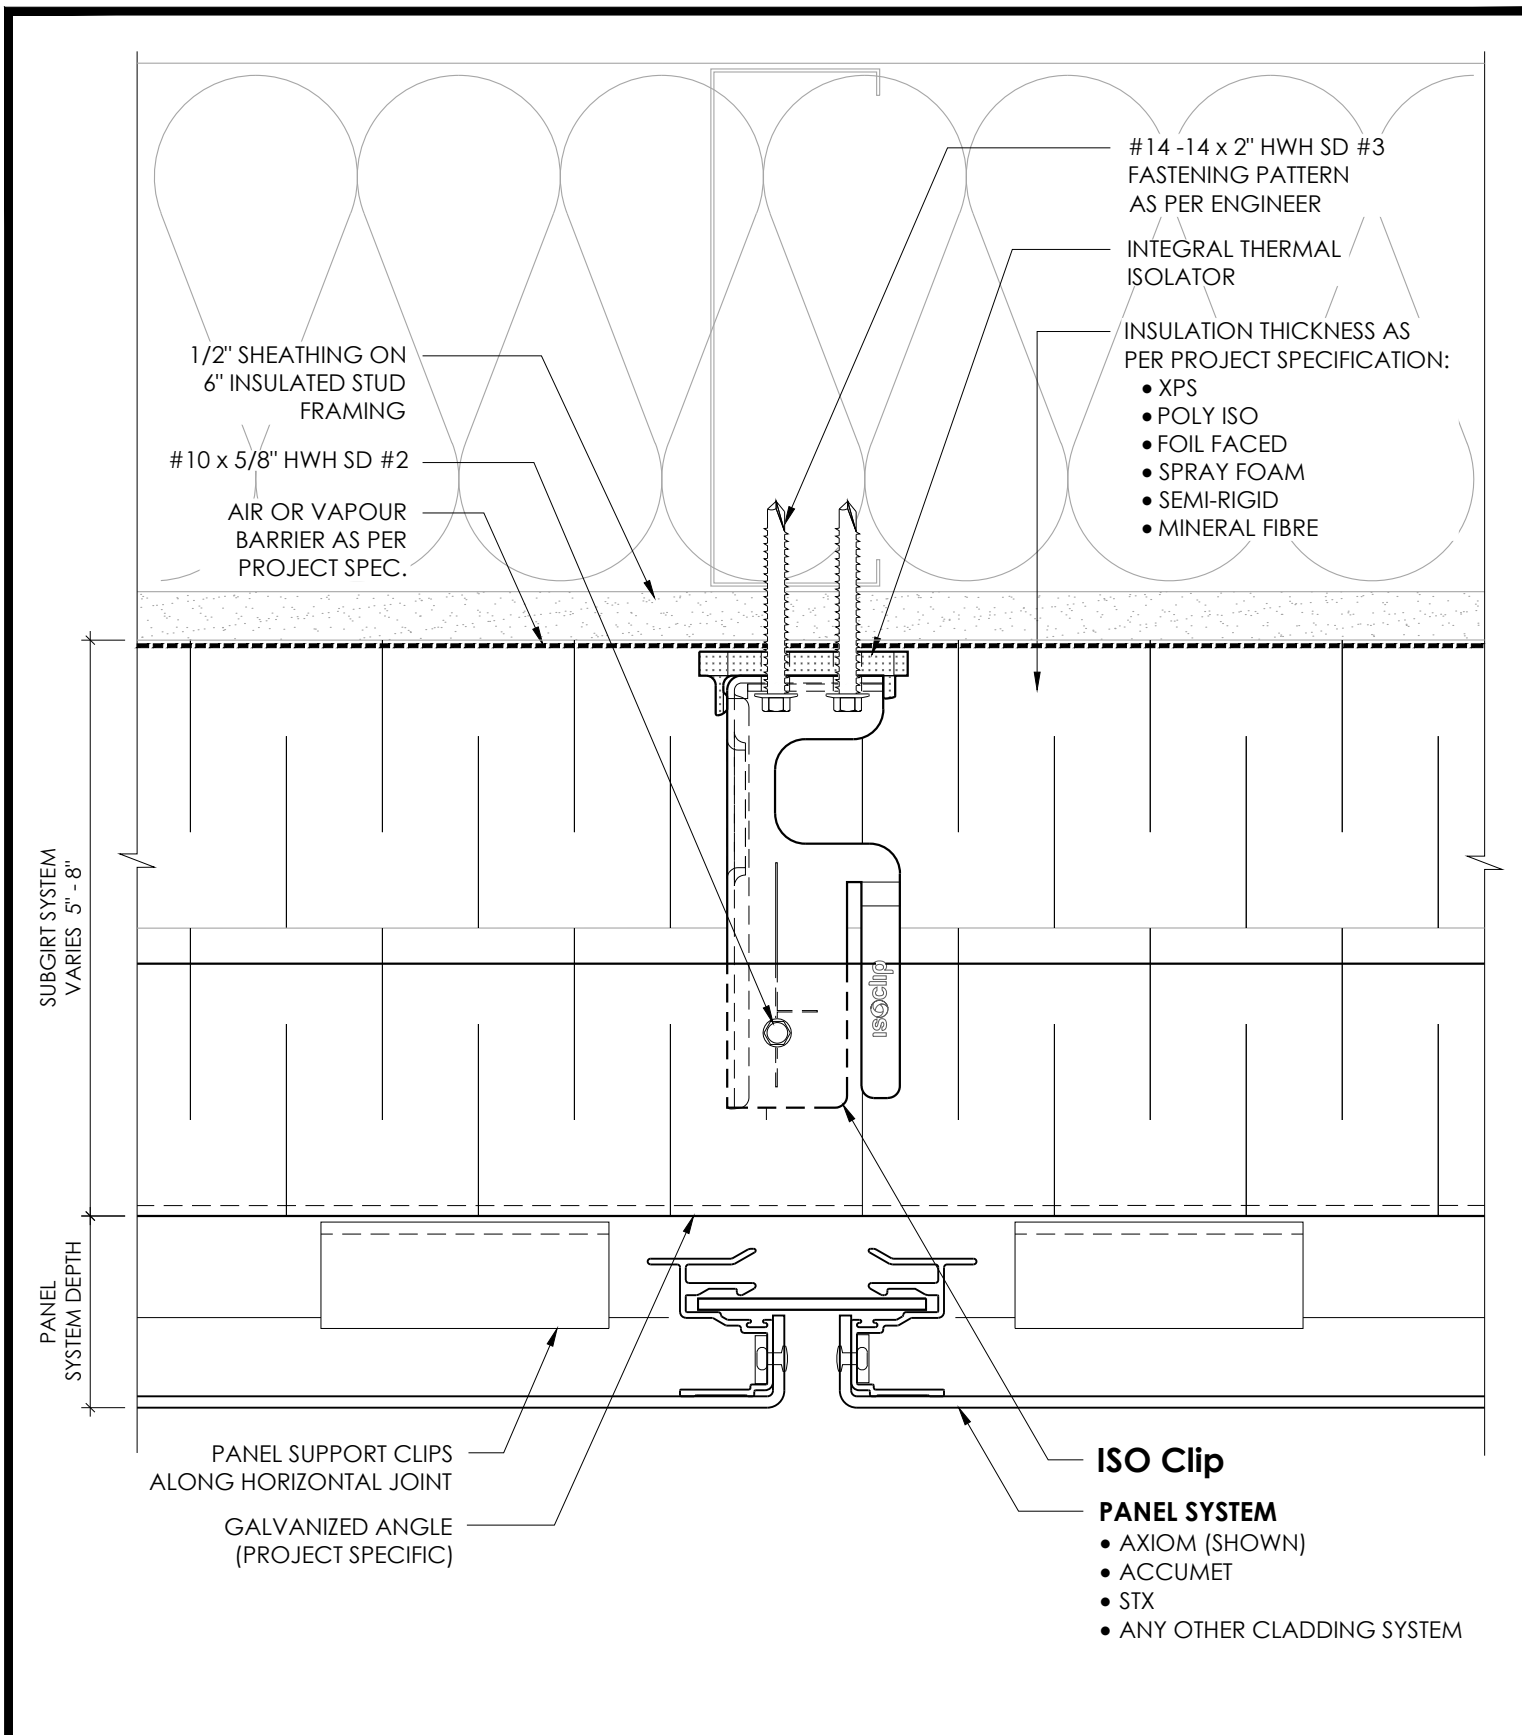 #14 -14 x 2" HWH SD #3
FASTENING PATTERN
AS PER ENGINEER
INTEGRAL THERMAL
ISOLATOR
INSULATION THICKNESS AS
PER PROJECT SPECIFICATION:
• XPS
• POLY ISO
• FOIL FACED
• SPRAY FOAM
• SEMI-RIGID
• MINERAL FIBRE
1/2" SHEATHING ON
6" INSULATED STUD
FRAMING
#10 x 5/8" HWH SD #2
AIR OR VAPOUR
BARRIER AS PER
PROJECT SPEC.
SUBGIRT SYSTEM
VARIES 5" - 8"
isoclip
PANEL
SYSTEM DEPTH
PANEL SUPPORT CLIPS
ALONG HORIZONTAL JOINT
GALVANIZED ANGLE
(PROJECT SPECIFIC)
ISO Clip
PANEL SYSTEM
• AXIOM (SHOWN)
• ACCUMET
• STX
• ANY OTHER CLADDING SYSTEM